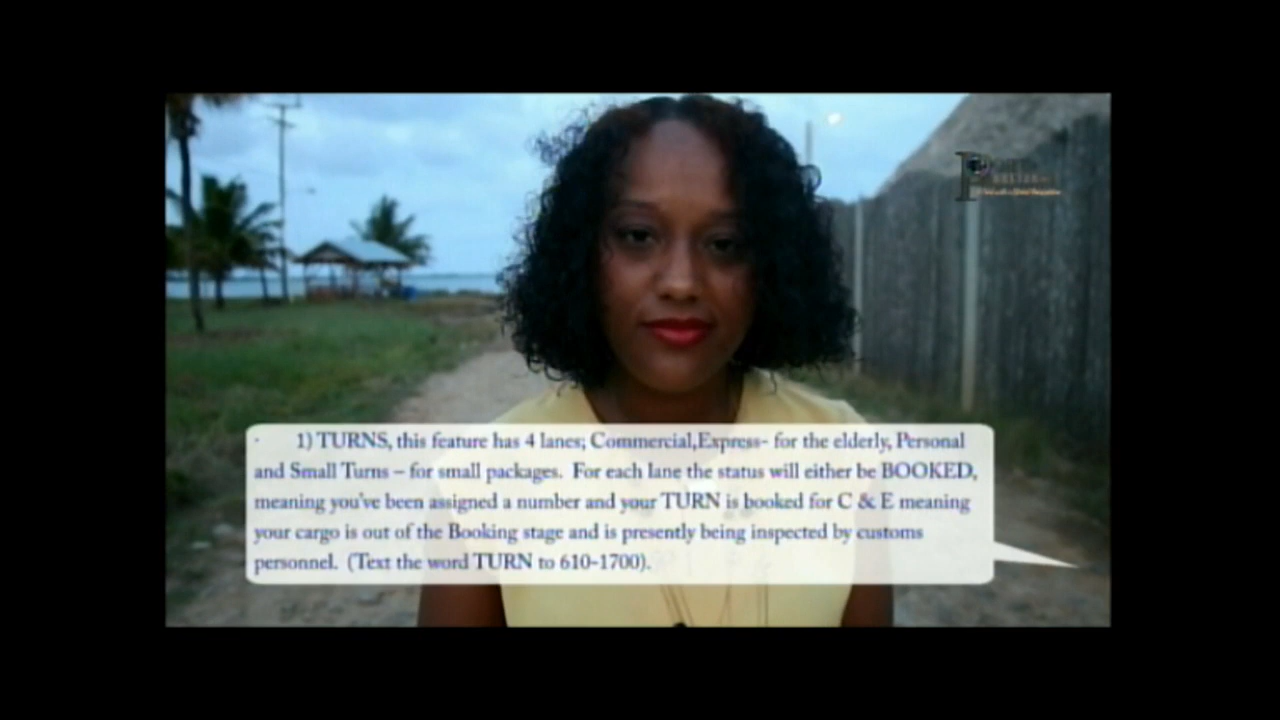 · 1) TURNS, this feature has 4 lanes; Commercial,Express- for the elderly, Personal
and Small Turns – for small packages. For each lane the status will either be BOOKED,
meaning you've been assigned a number and your TURN is booked for C & E meaning
your cargo is out of the Booking stage and is presently being inspected by customs
personnel. (Text the word TURN to 610-1700).